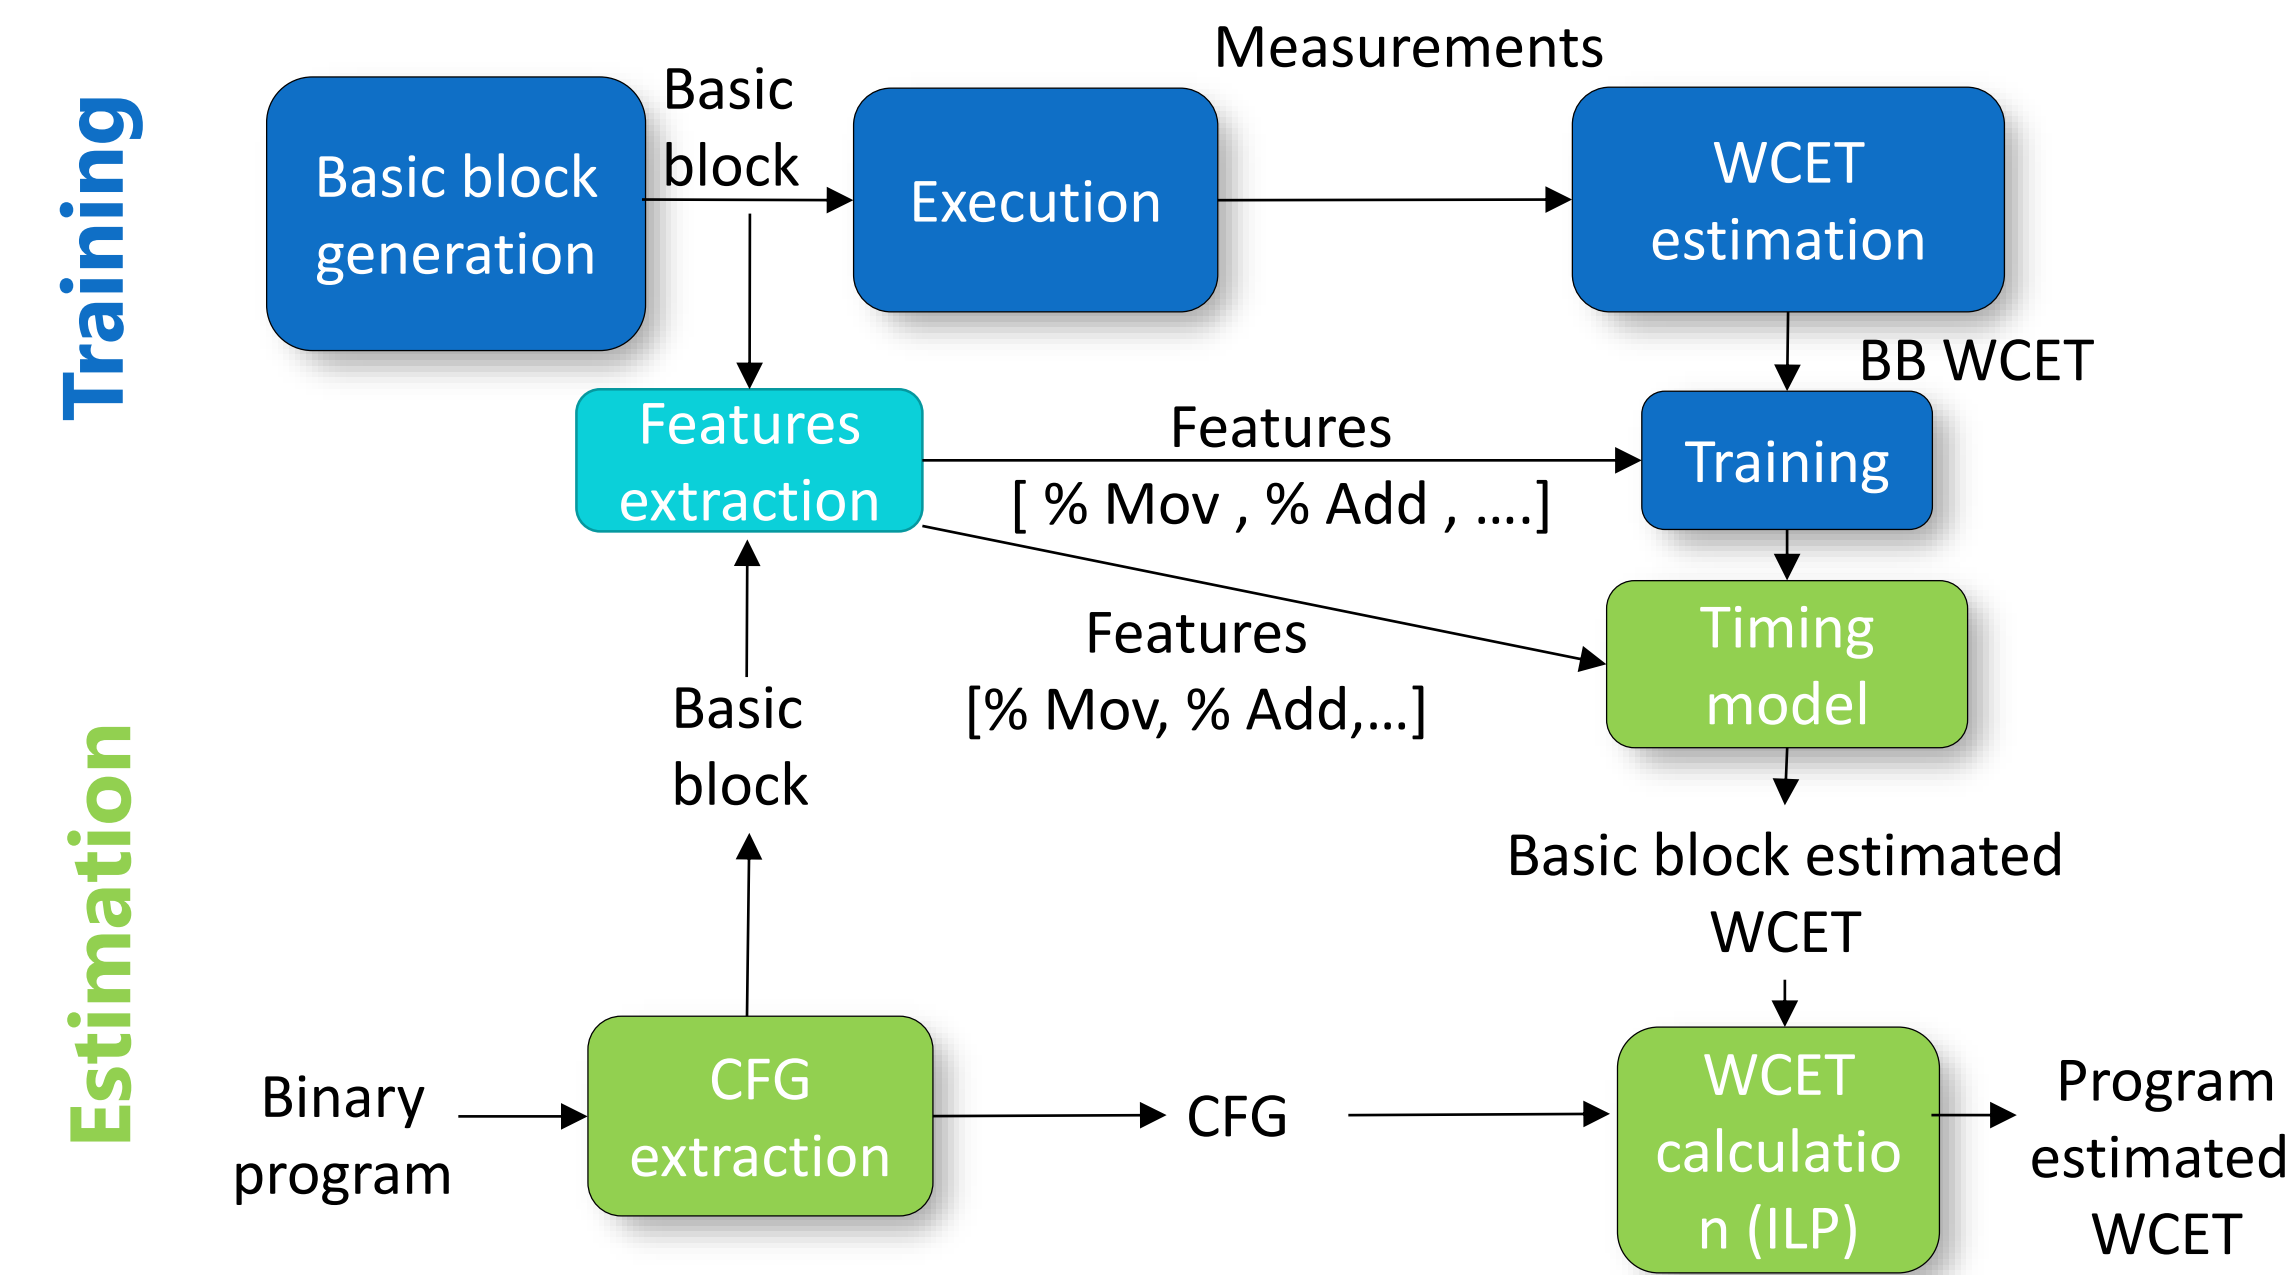 Training
Measurements
Basic
block
Basic block
generation
Execution
WCET
estimation
BB WCET
Features
extraction
Features
[ % Mov , % Add , ....]
Training
Features
[% Mov, % Add,...]
Timing
model
Estimation
Basic
block
Basic block estimated
WCET
Binary
program
CFG
extraction
CFG
WCET
calculatio
n (ILP)
Program
estimated
WCET